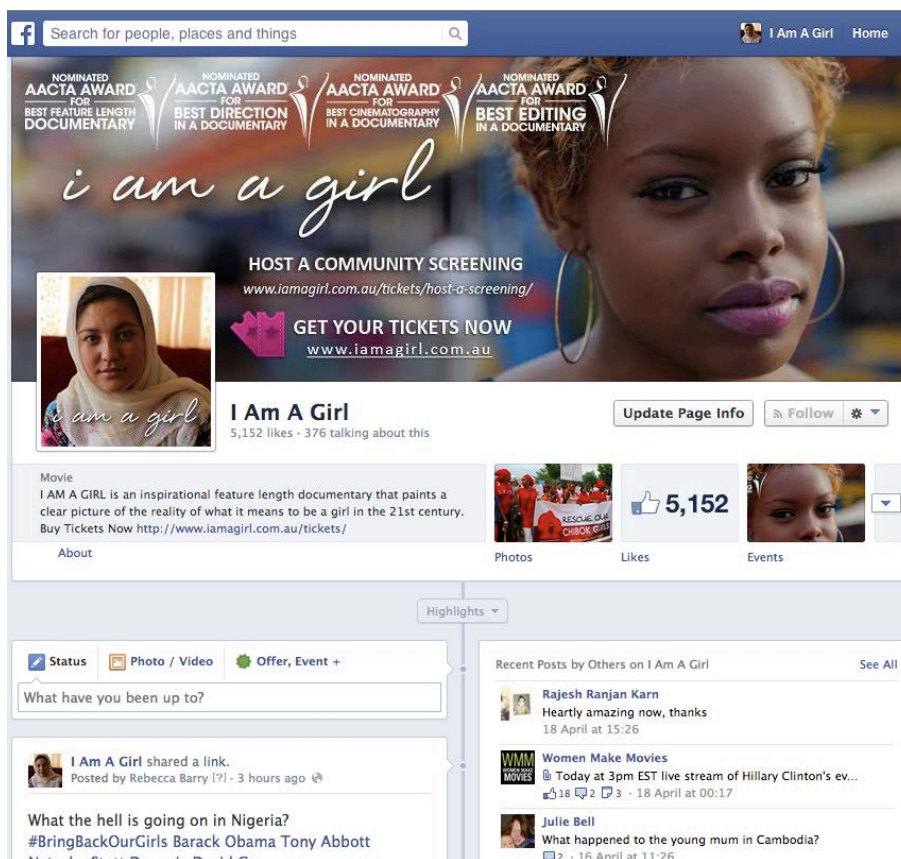 f
Search for people, places and things
I Am A Girl Home
NOMINATED AACTA AWARD FOR BEST FEATURE LENGTH DOCUMENTARY
NOMINATED AACTA AWARD FOR BEST DIRECTION IN A DOCUMENTARY
NOMINATED AACTA AWARD FOR BEST CINEMATOGRAPHY IN A DOCUMENTARY
NOMINATED AACTA AWARD FOR BEST EDITING IN A DOCUMENTARY
i am a girl
HOST A COMMUNITY SCREENING
www.iamagirl.com.au/tickets/host-a-screening/
GET YOUR TICKETS NOW
www.iamagirl.com.au
i am a girl
I Am A Girl
5,152 likes · 376 talking about this
Update Page Info
Follow
Movie
I AM A GIRL is an inspirational feature length documentary that paints a
clear picture of the reality of what it means to be a girl in the 21st century.
Buy Tickets Now http://www.iamagirl.com.au/tickets/
About
RESCUE OUR
CHIBOK GIRLS
Photos
5,152
Likes
Events
Highlights
Status
Photo / Video
Offer, Event +
What have you been up to?
I Am A Girl shared a link.
Posted by Rebecca Barry [?] · 3 hours ago
What the hell is going on in Nigeria?
#BringBackOurGirls Barack Obama Tony Abbott
Recent Posts by Others on I Am A Girl
See All
Rajesh Ranjan Karn
Heartly amazing now, thanks
18 April at 15:26
WMM
WOMEN MAKE
MOVIES
Women Make Movies
Today at 3pm EST live stream of Hillary Clinton's ev...
18 2 3 · 18 April at 00:17
Julie Bell
What happened to the young mum in Cambodia?
2 · 16 April at 11:26